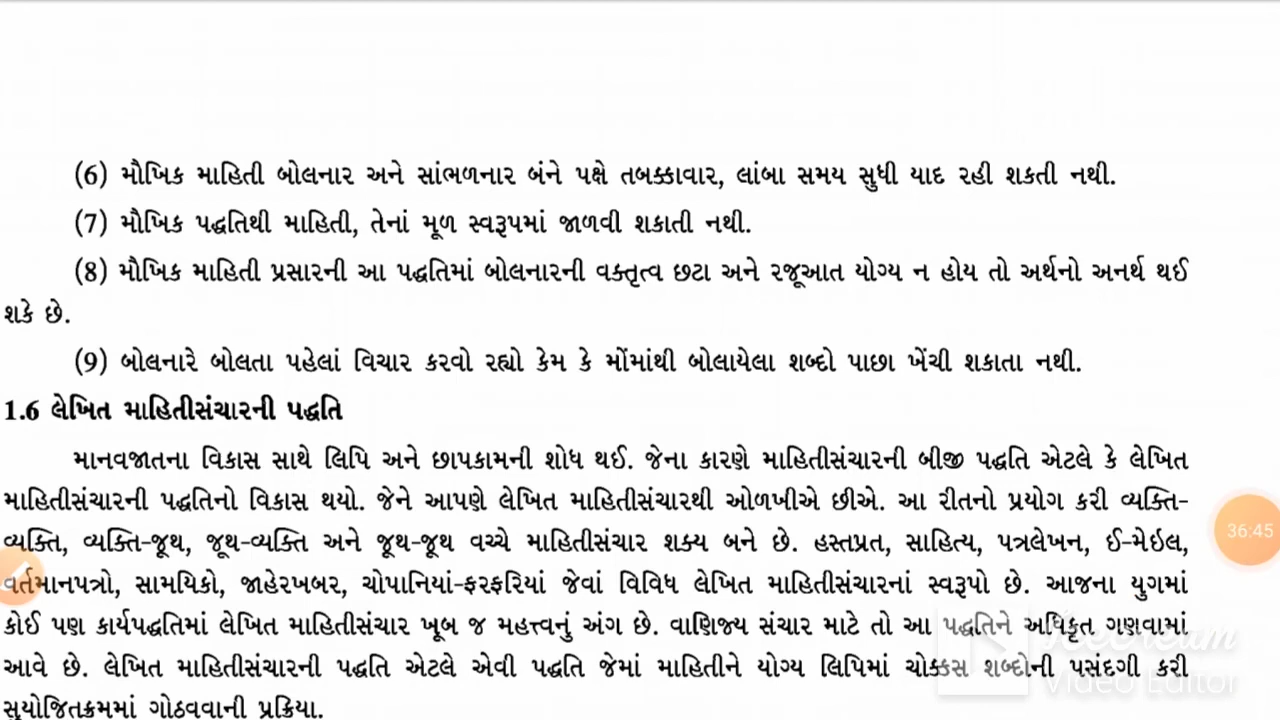 (6) મૌખિક માહિતી બોલનાર અને સાંભળનાર બંને પક્ષે તબક્કાવાર, લાંબા સમય સુધી યાદ રહી શકતી નથી.
(7) મૌખિક પદ્ધતિથી માહિતી, તેનાં મૂળ સ્વરૂપમાં જાળવી શકાતી નથી.
(8) મૌખિક માહિતી પ્રસારની આ પદ્ધતિમાં બોલનારની વક્તૃત્વ છટા અને રજૂઆત યોગ્ય ન હોય તો અર્થનો અનર્થ થઈ
શકે છે.
(9) બોલનારે બોલતા પહેલાં વિચાર કરવો રહ્યો કેમ કે મોંમાંથી બોલાયેલા શબ્દો પાછા ખેંચી શકાતા નથી.
1.6 લેખિત માહિતીસંચારની પદ્ધતિ
માનવજાતના વિકાસ સાથે લિપિ અને છાપકામની શોધ થઈ. જેના કારણે માહિતીસંચારની બીજી પદ્ધતિ એટલે કે લેખિત
માહિતીસંચારની પદ્ધતિનો વિકાસ થયો. જેને આપણે લેખિત માહિતીસંચારથી ઓળખીએ છીએ. આ રીતનો પ્રયોગ કરી વ્યક્તિ-
વ્યક્તિ, વ્યક્તિ-જૂથ, જૂથ-વ્યક્તિ અને જૂથ-જૂથ વચ્ચે માહિતીસંચાર શક્ય બને છે. હસ્તપ્રત, સાહિત્ય, પત્રલેખન, ઈ-મેઇલ,
36:45
વર્તમાનપત્રો, સામયિકો, જાહેરખબર, ચોપાનિયાં-ફરફરિયાં જેવાં વિવિધ લેખિત માહિતીસંચારનાં સ્વરૂપો છે. આજના યુગમાં
કોઈ પણ કાર્યપદ્ધતિમાં લેખિત માહિતીસંચાર ખૂબ જ મહત્ત્વનું અંગ છે. વાણિજ્ય સંચાર માટે તો આ પદ્ધતિને અધિકૃત ગણવામાં
આવે છે. લેખિત માહિતીસંચારની પદ્ધતિ એટલે એવી પદ્ધતિ જેમાં માહિતીને યોગ્ય લિપિમાં ચોક્કસ શબ્દોની પસંદગી કરી
સુયોજિતક્રમમાં ગોઠવવાની પ્રક્રિયા.
Icecream
Video Editor